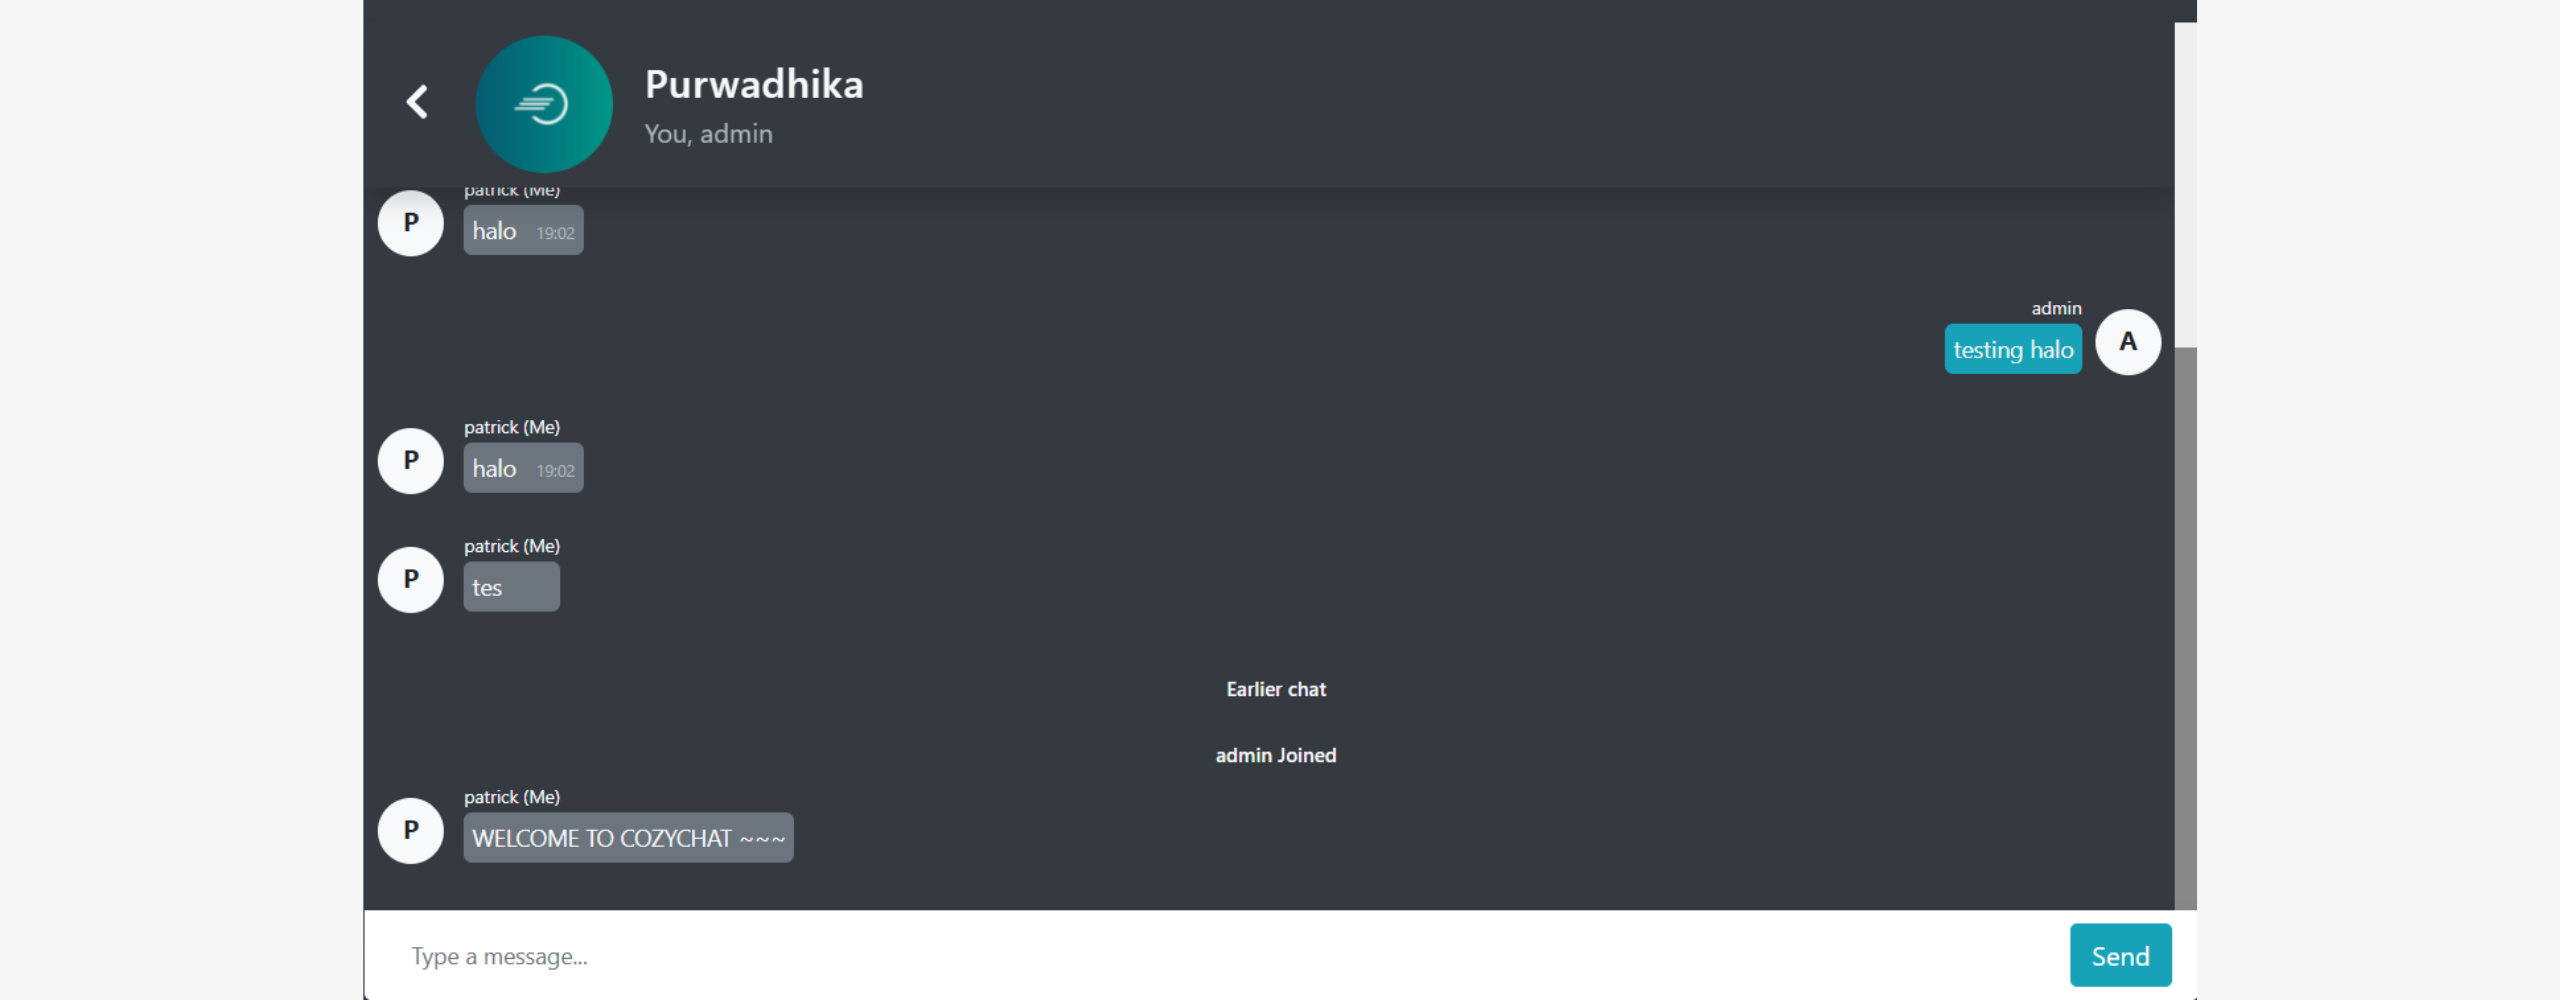 Purwadhika
You, admin
patrick (Me)
P
halo 19:02
admin
testing halo
A
patrick (Me)
P
halo 19:02
patrick (Me)
P
tes
Earlier chat
admin Joined
patrick (Me)
P
WELCOME TO COZYCHAT ~~~
Type a message...
Send